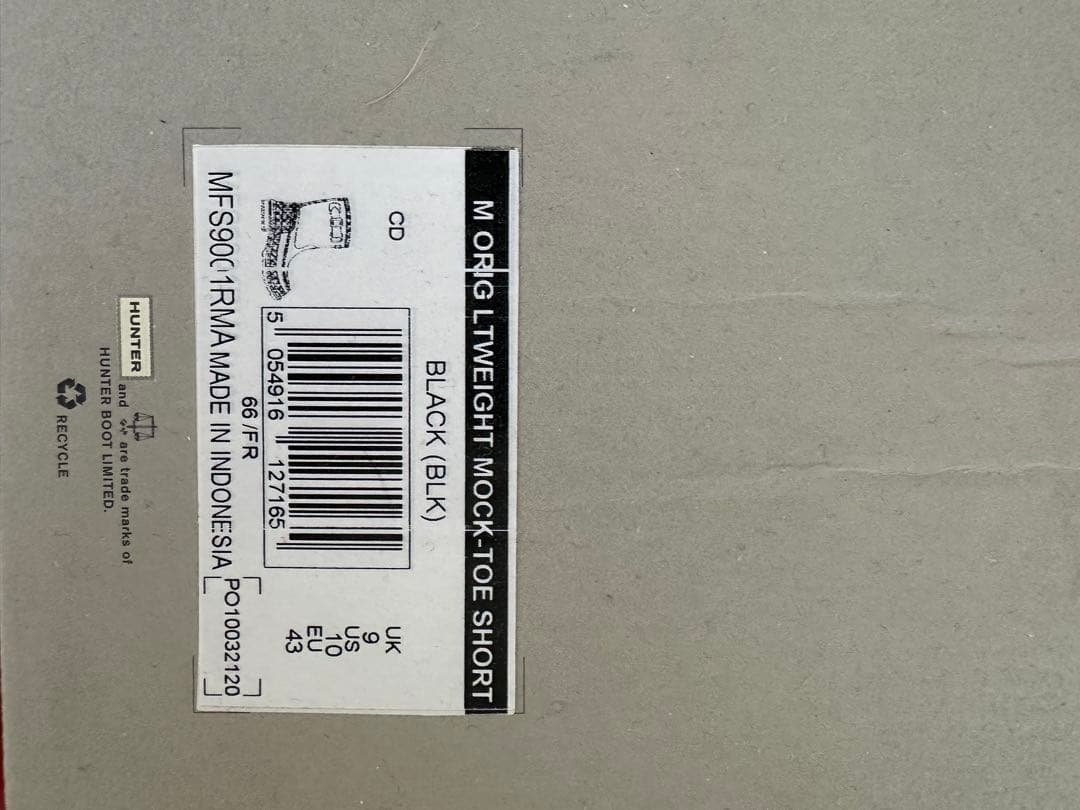 M ORIG LTWEIGHT MOCK-TOE SHORT
BLACK (BLK)
CD
UK
9
US
10
EU
43
5 054916 127165
66 /FR
MFS9001RMA MADE IN INDONESIA
PO10032120
HUNTER and are trade marks of
HUNTER BOOT LIMITED.
RECYCLE